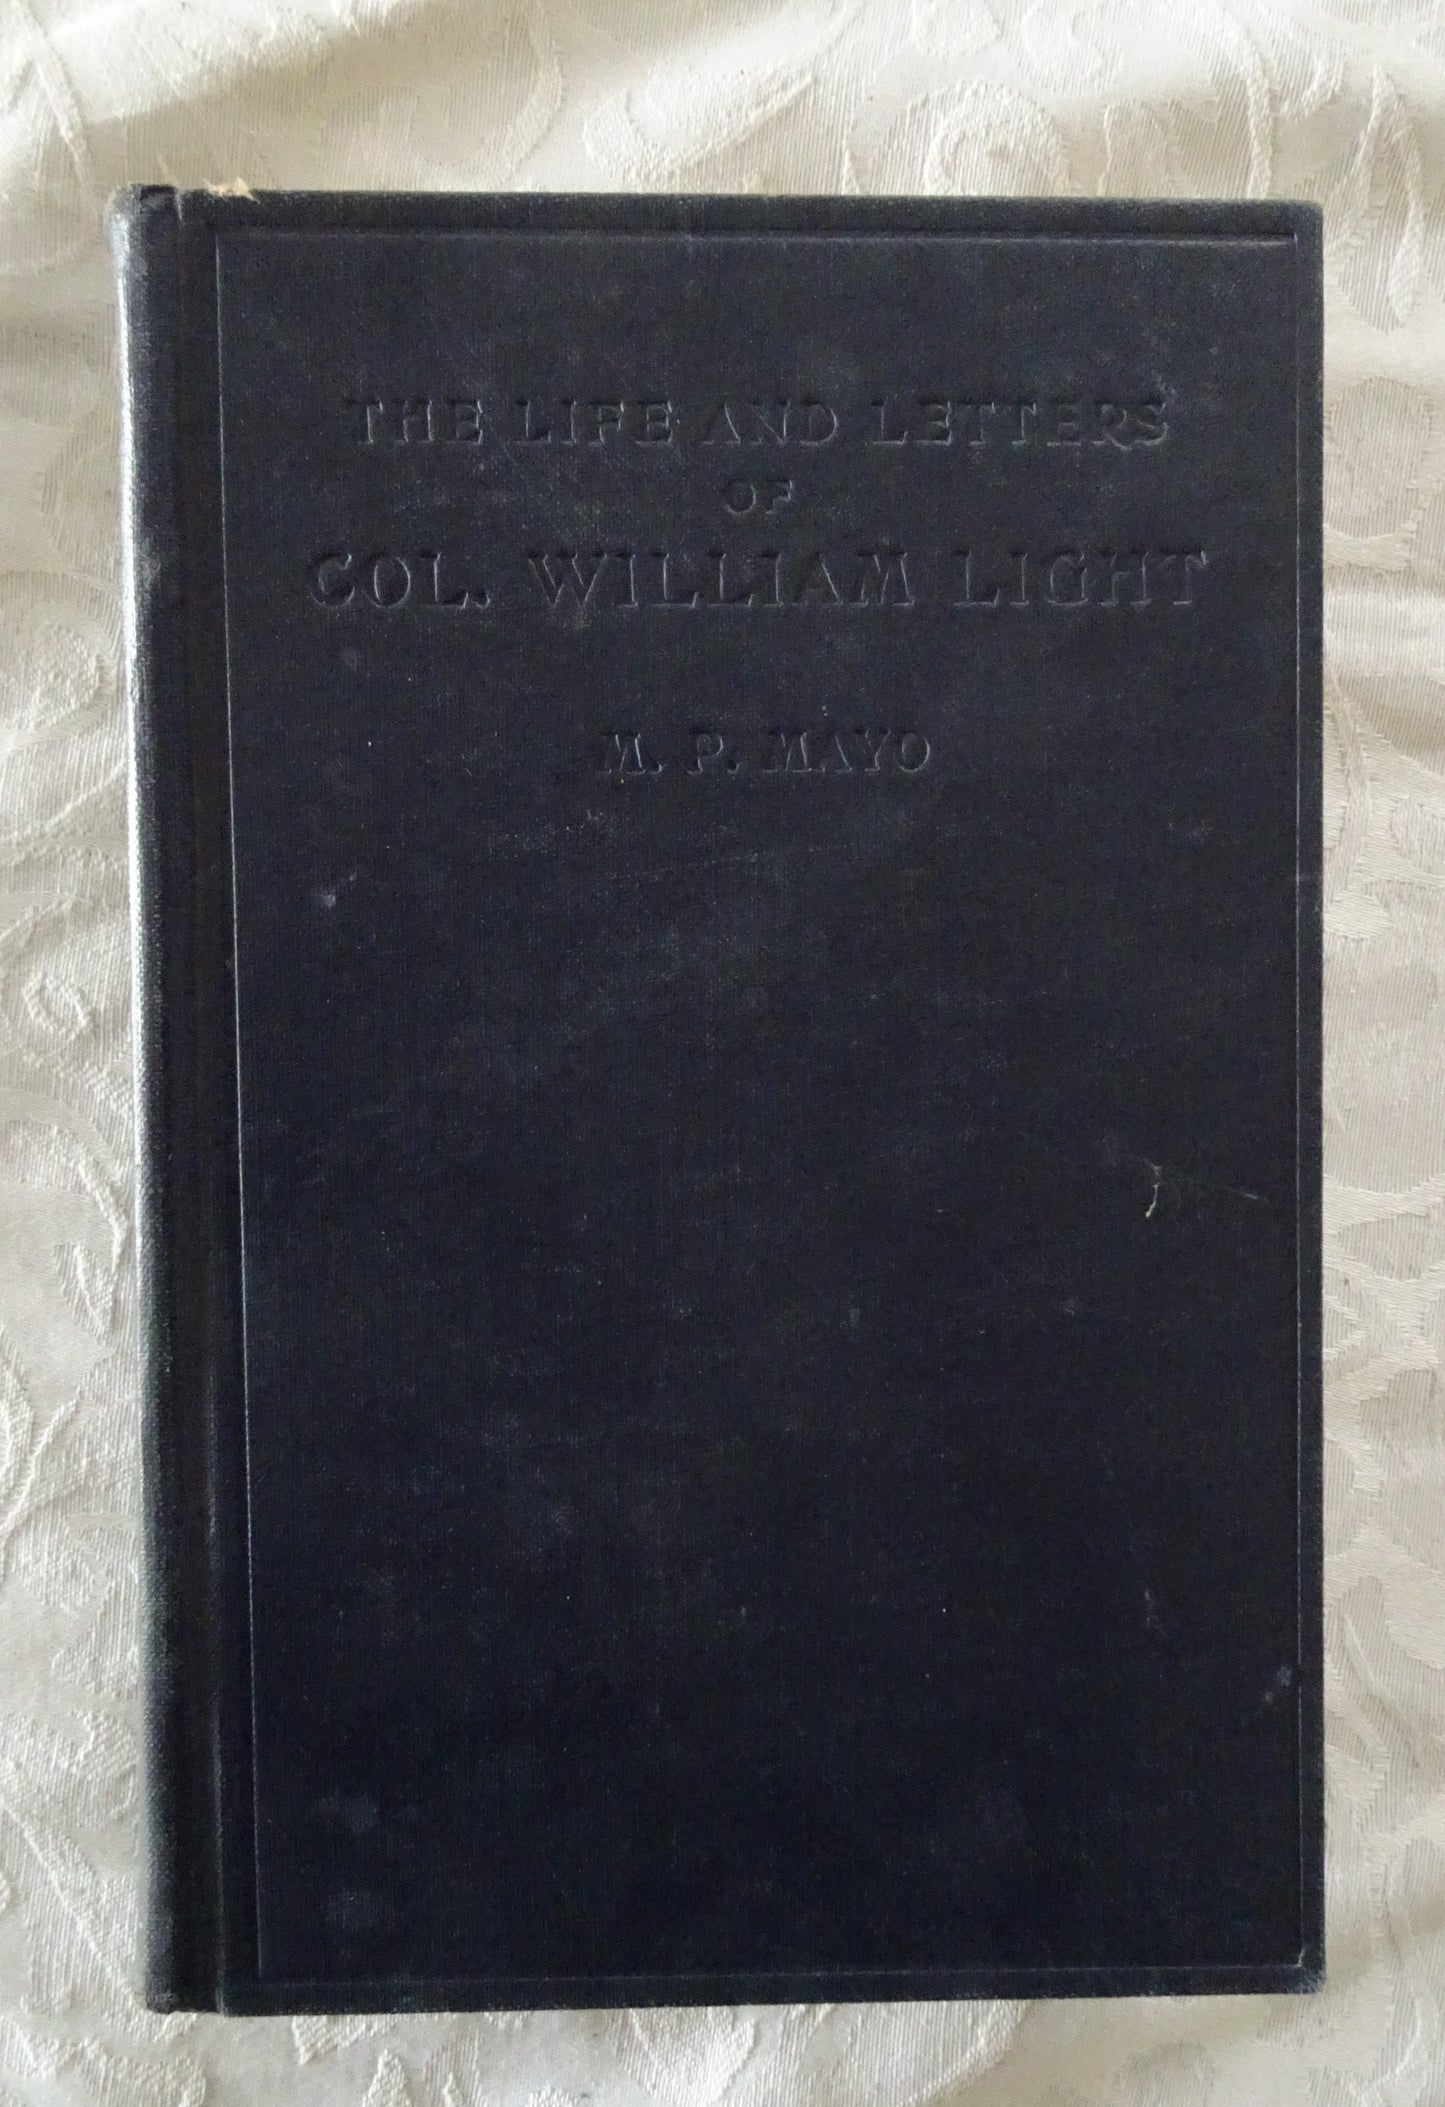 THE LIFE AND LETTERS
OF
COL. WILLIAM LIGHT
M. P. MAYO